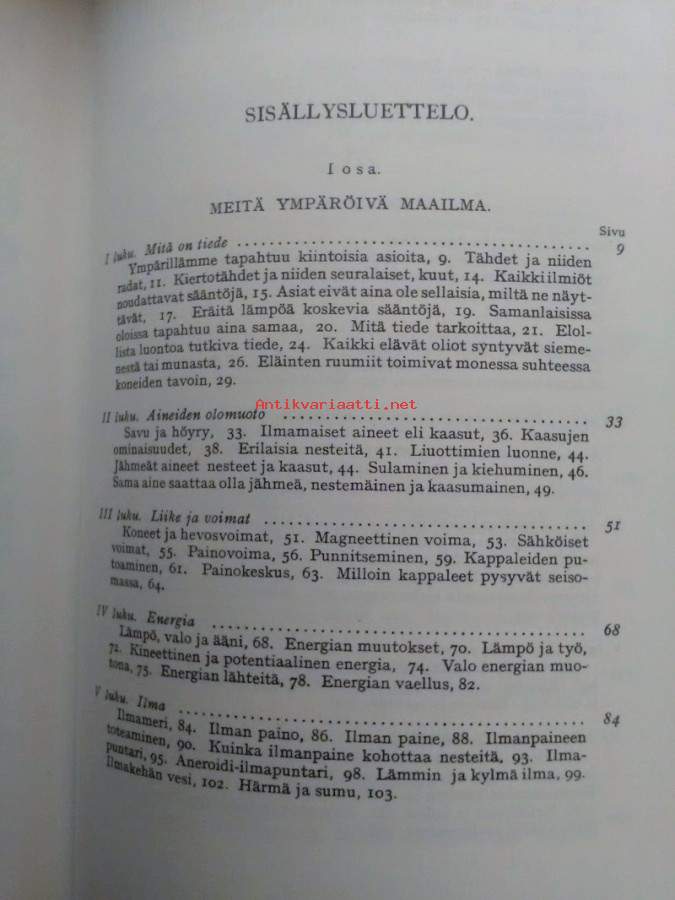 SISÄLLYSLUETTELO.
I osa.
MEITÄ YMPÄRÖIVÄ MAAILMA.
Sivu
I luku. Mitä on tiede .......... 9
Ympärillämme tapahtuu kiintoisia asioita, 9. Tähdet ja niiden
radat, 11. Kiertotähdet ja niiden seuralaiset, kuut, 14. Kaikki ilmiöt
noudattavat sääntöjä, 15. Asiat eivät aina ole sellaisia, miltä ne näyt-
tävät, 17. Eräitä lämpöä koskevia sääntöjä, 19. Samanlaisissa
oloissa tapahtuu aina samaa, 20. Mitä tiede tarkoittaa, 21. Elol-
lista luontoa tutkiva tiede, 24. Kaikki elävät oliot syntyvät sieme-
nestä tai munasta, 26. Eläinten ruumiit toimivat monessa suhteessa
koneiden tavoin, 29.
Antikvariaatti.net
II luku. Aineiden olomuoto .......... 33
Savu ja höyry, 33. Ilmamaiset aineet eli kaasut, 36. Kaasujen
ominaisuudet, 38. Erilaisia nesteitä, 41. Liuottimien luonne, 44.
Jähmeät aineet nesteet ja kaasut, 44. Sulaminen ja kiehuminen, 46.
Sama aine saattaa olla jähmeä, nestemäinen ja kaasumainen, 49.
III luku. Liike ja voimat .......... 51
Koneet ja hevosvoimat, 51. Magneettinen voima, 53. Sähköiset
voimat, 55. Painovoima, 56. Punnitseminen, 59. Kappaleiden pu-
toaminen, 61. Painokeskus, 63. Milloin kappaleet pysyvät seiso-
massa, 64.
IV luku. Energia .......... 68
Lämpö, valo ja ääni, 68. Energian muutokset, 70. Lämpö ja työ,
72. Kineettinen ja potentiaalinen energia, 74. Valo energian muo-
tona, 75. Energian lähteitä, 78. Energian vaellus, 82.
V luku. Ilma .......... 84
Ilmameri, 84. Ilman paino, 86. Ilman paine, 88. Ilmanpaineen
toteaminen, 90. Kuinka ilmanpaine kohottaa nesteitä, 93. Ilma-
puntari, 95. Aneroidi-ilmapuntari, 98. Lämmin ja kylmä ilma, 99.
Ilmakehän vesi, 102. Härmä ja sumu, 103.